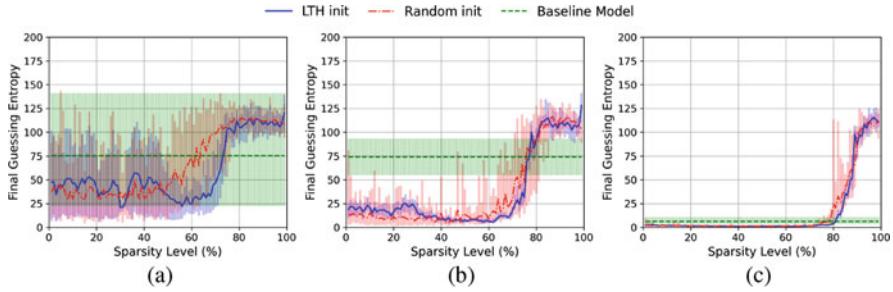 LTH init Random init Baseline Model
Final Guessing Entropy
200
175
150
125
100
75
50
25
0
0 20 40 60 80 100
Sparsity Level (%)
(a)
Final Guessing Entropy
200
175
150
125
100
75
50
25
0
0 20 40 60 80 100
Sparsity Level (%)
(b)
Final Guessing Entropy
200
175
150
125
100
75
50
25
0
0 20 40 60 80 100
Sparsity Level (%)
(c)